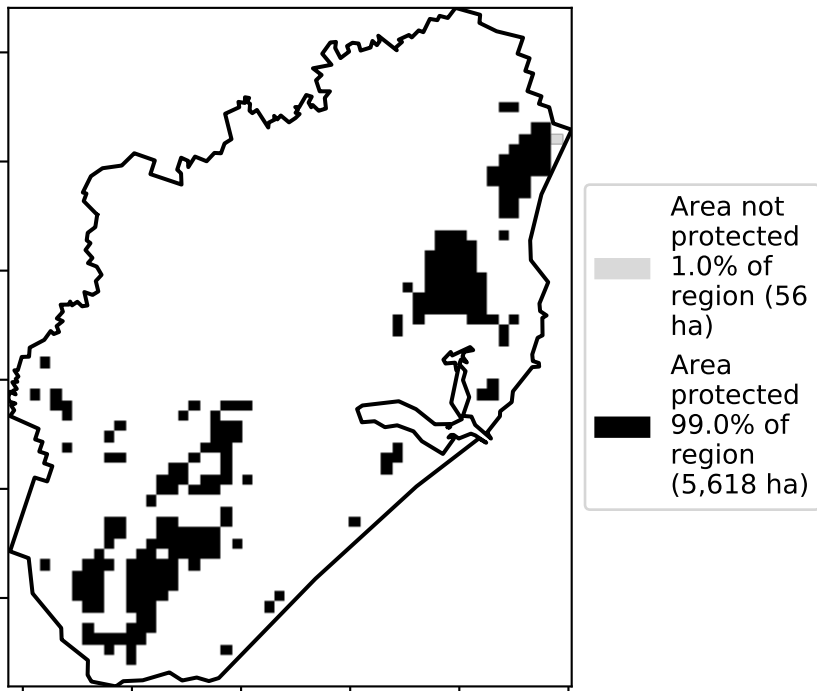 Area not
protected
1.0% of
region (56
ha)
Area
protected
99.0% of
region
(5,618 ha)